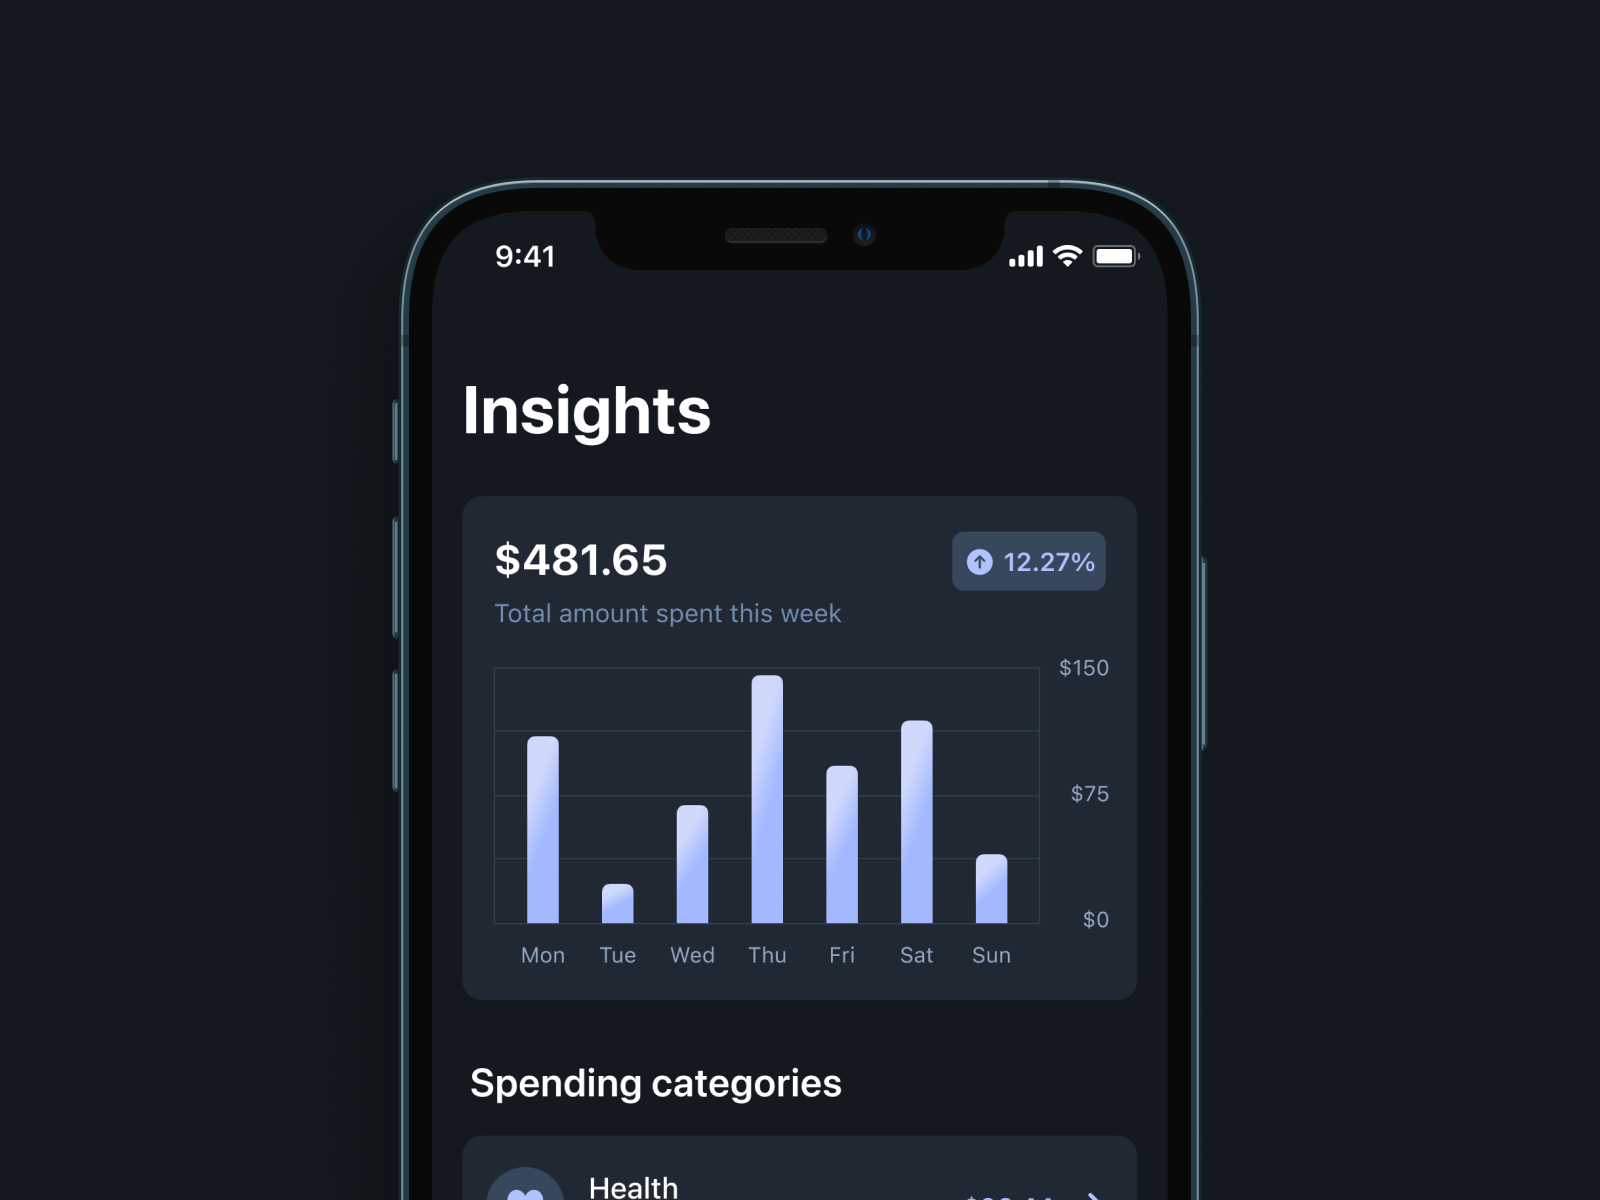 9:41
Insights
$481.65
12.27%
Total amount spent this week
$150
$75
$0
Mon Tue Wed Thu Fri Sat Sun
Spending categories
Health